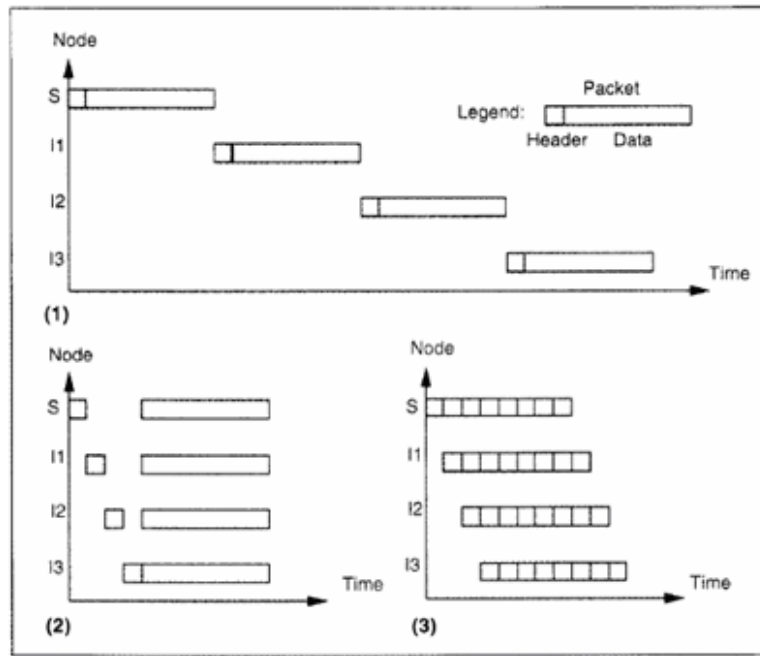 Node
S
Packet
Legend:
Header Data
I1
I2
I3
Time
(1)
Node
S
I1
I2
I3
Time
(2)
Node
S
I1
I2
I3
Time
(3)